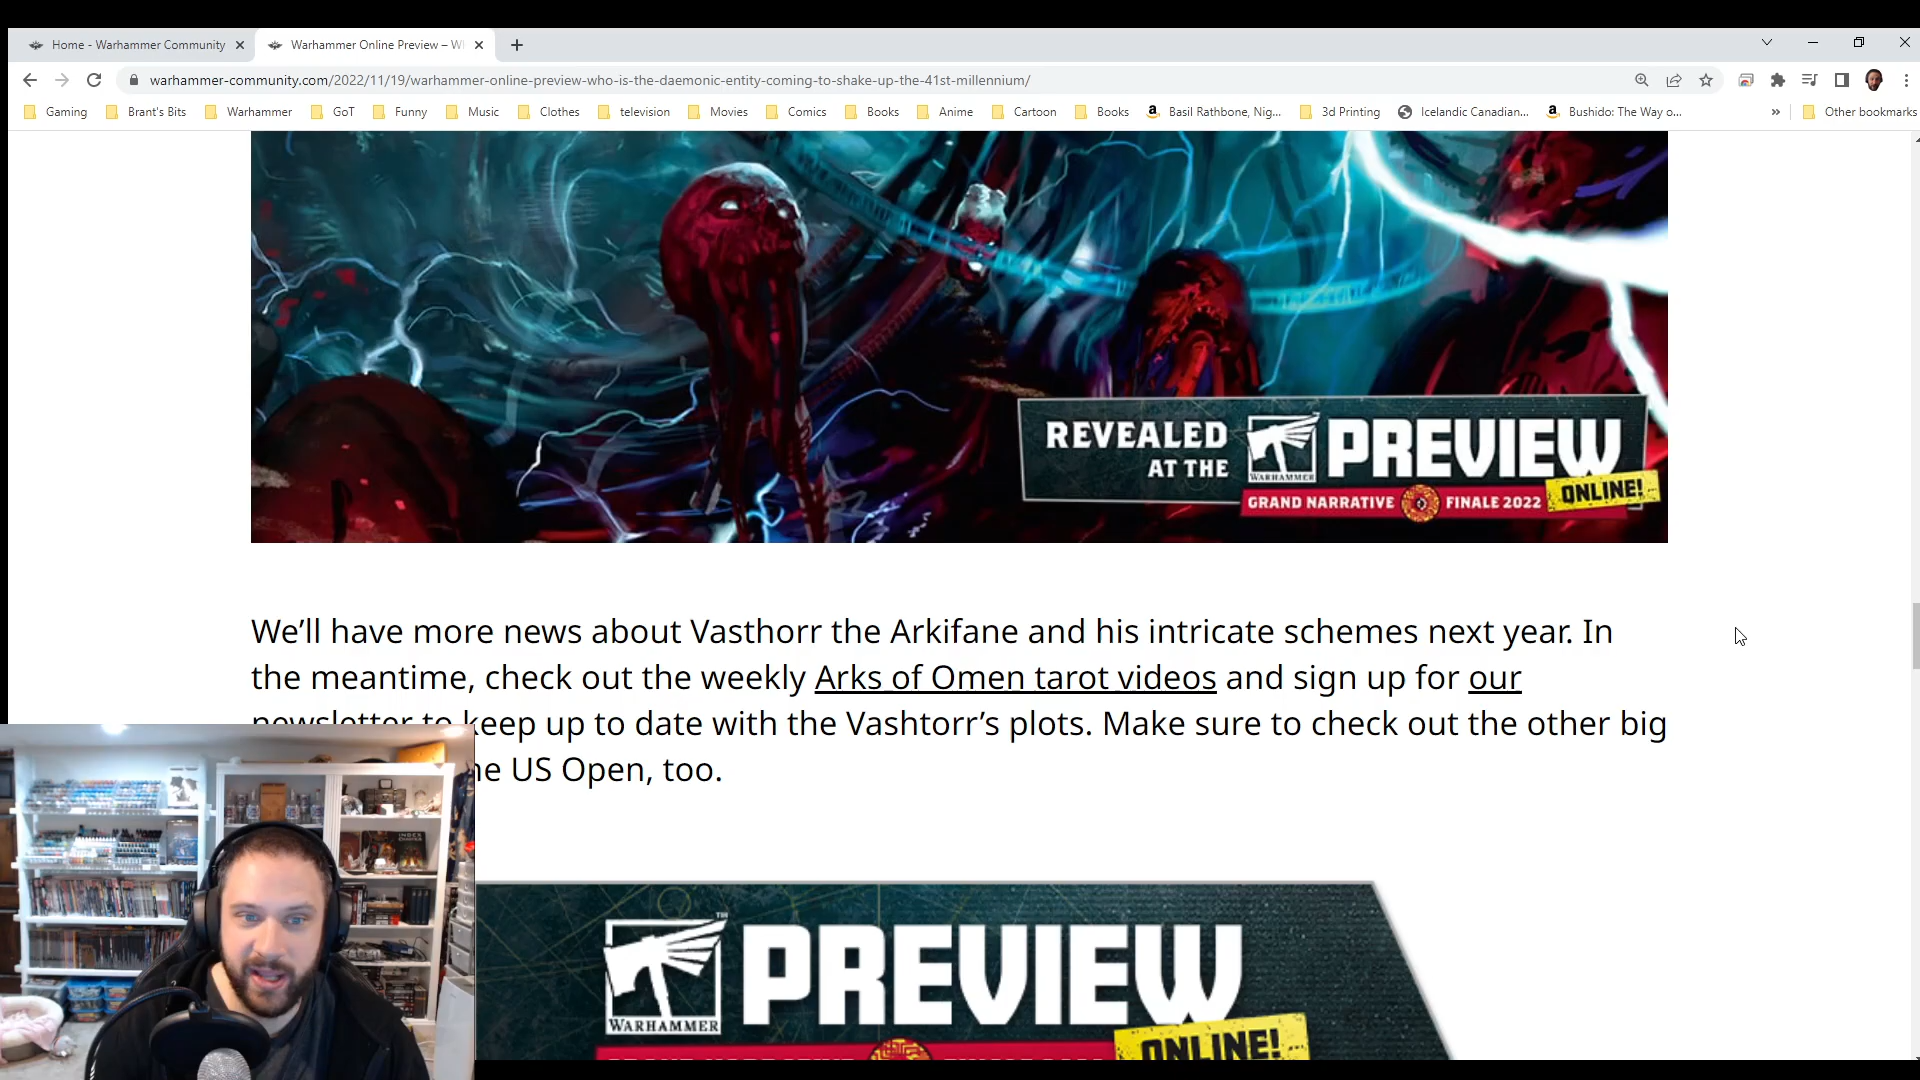 Home - Warhammer Community
Warhammer Online Preview – W
warhammer-community.com/2022/11/19/warhammer-online-preview-who-is-the-daemonic-entity-coming-to-shake-up-the-41st-millennium/
Gaming
Brant's Bits
Warhammer
GoT
Funny
Music
Clothes
television
Movies
Comics
Books
Anime
Cartoon
Books
Basil Rathbone, Nig...
3d Printing
Icelandic Canadian...
Bushido: The Way o...
»
Other bookmarks
REVEALED
AT THE
WARHAMMER
PREVIEW
GRAND NARRATIVE FINALE 2022
ONLINE!
We'll have more news about Vasthorr the Arkifane and his intricate schemes next year. In
the meantime, check out the weekly Arks of Omen tarot videos and sign up for our
newsletter to keep up to date with the Vashtorr's plots. Make sure to check out the other big
US Open, too.
WARHAMMER
TM
PREVIEW
ONLINE!